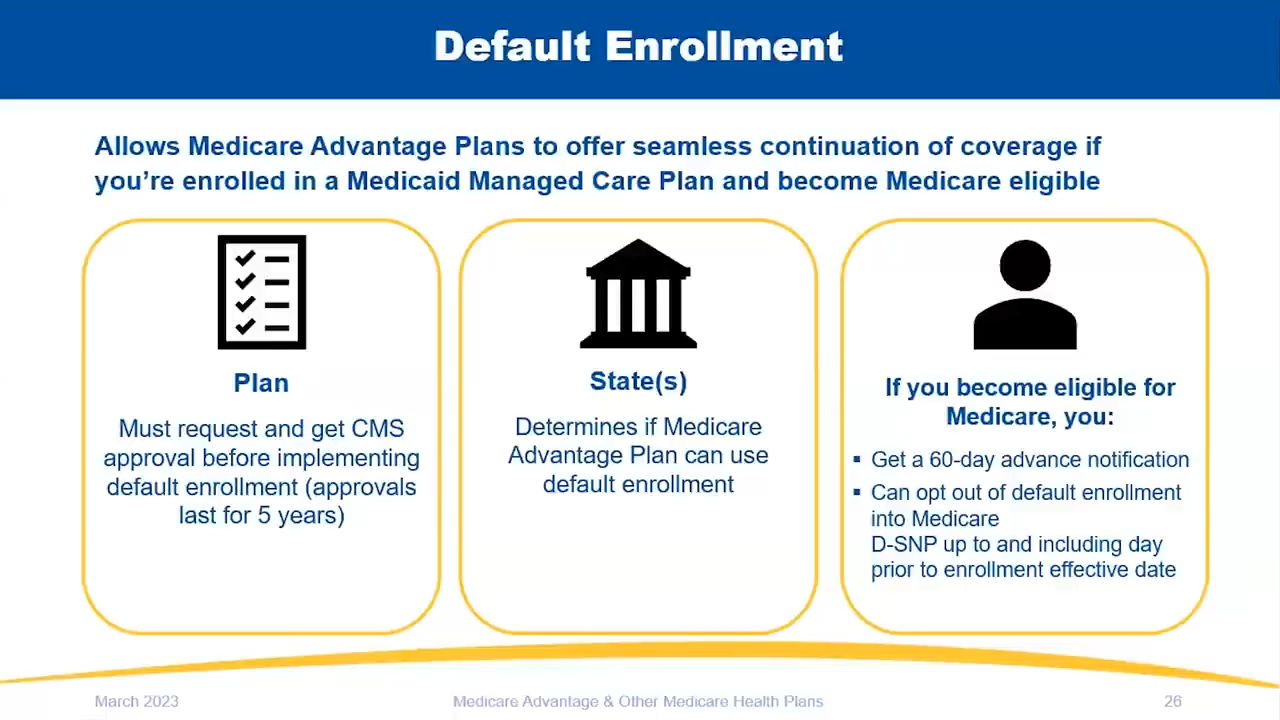 Default Enrollment
Allows Medicare Advantage Plans to offer seamless continuation of coverage if
you’re enrolled in a Medicaid Managed Care Plan and become Medicare eligible
Plan
Must request and get CMS
approval before implementing
default enrollment (approvals
last for 5 years)
State(s)
Determines if Medicare
Advantage Plan can use
default enrollment
If you become eligible for
Medicare, you:
▪ Get a 60-day advance notification
▪ Can opt out of default enrollment
into Medicare
D-SNP up to and including day
prior to enrollment effective date
March 2023
Medicare Advantage & Other Medicare Health Plans
26